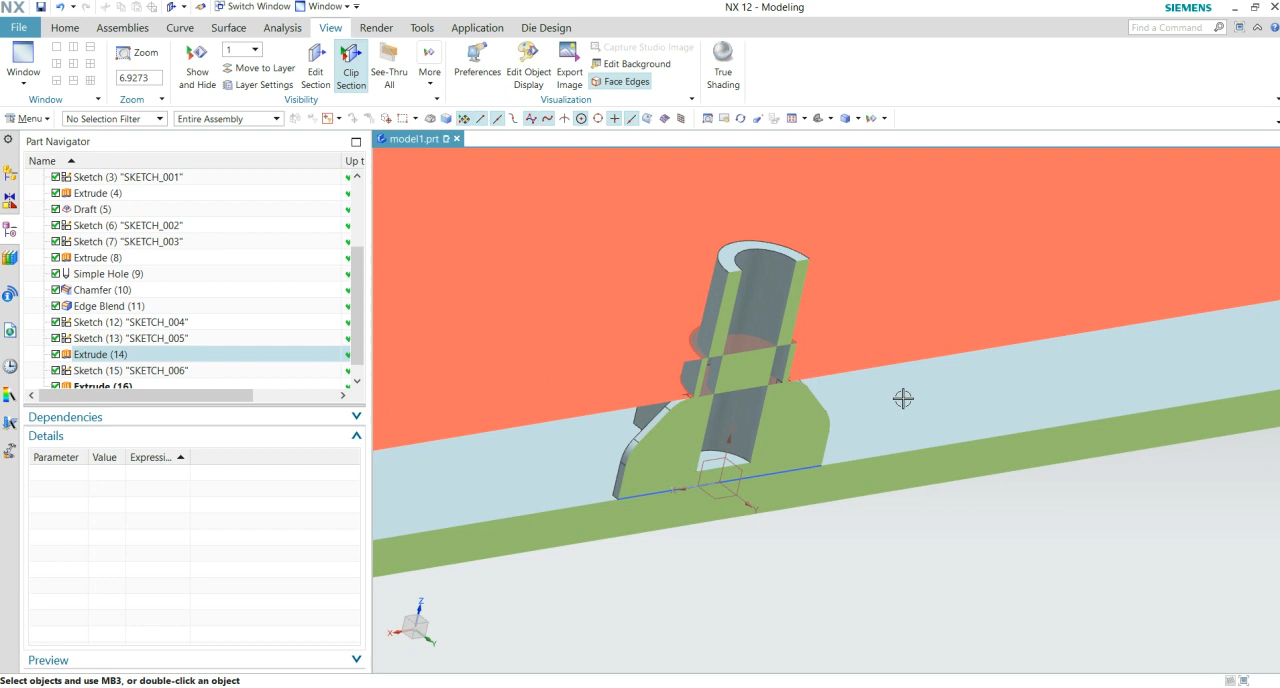 NX Switch Window Window NX 12 - Modeling SIEMENS
File Home Assemblies Curve Surface Analysis View Render Tools Application Die Design Find a Command
Window Zoom 6.9273 Show and Hide 1 Move to Layer Layer Settings Edit Section Clip Section See-Thru All More Preferences Edit Object Display Export Image Capture Studio Image Edit Background Face Edges True Shading
Window Zoom Visibility Visualization
Menu No Selection Filter Entire Assembly
Part Navigator model1.prt
Name Up t
Sketch (3) "SKETCH_001"
Extrude (4)
Draft (5)
Sketch (6) "SKETCH_002"
Sketch (7) "SKETCH_003"
Extrude (8)
Simple Hole (9)
Chamfer (10)
Edge Blend (11)
Sketch (12) "SKETCH_004"
Sketch (13) "SKETCH_005"
Extrude (14)
Sketch (15) "SKETCH_006"
Extrude (16)
Dependencies
Details
Parameter Value Expressi...
Z
X
Y
Y
Preview
Select objects and use MB3, or double-click an object